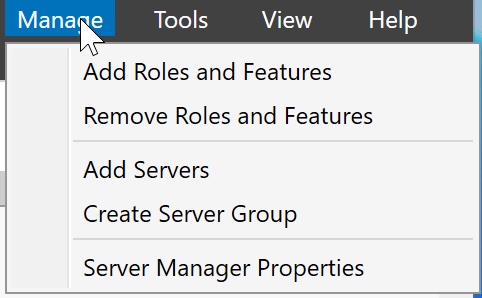 Manage Tools View Help
Add Roles and Features
Remove Roles and Features
Add Servers
Create Server Group
Server Manager Properties